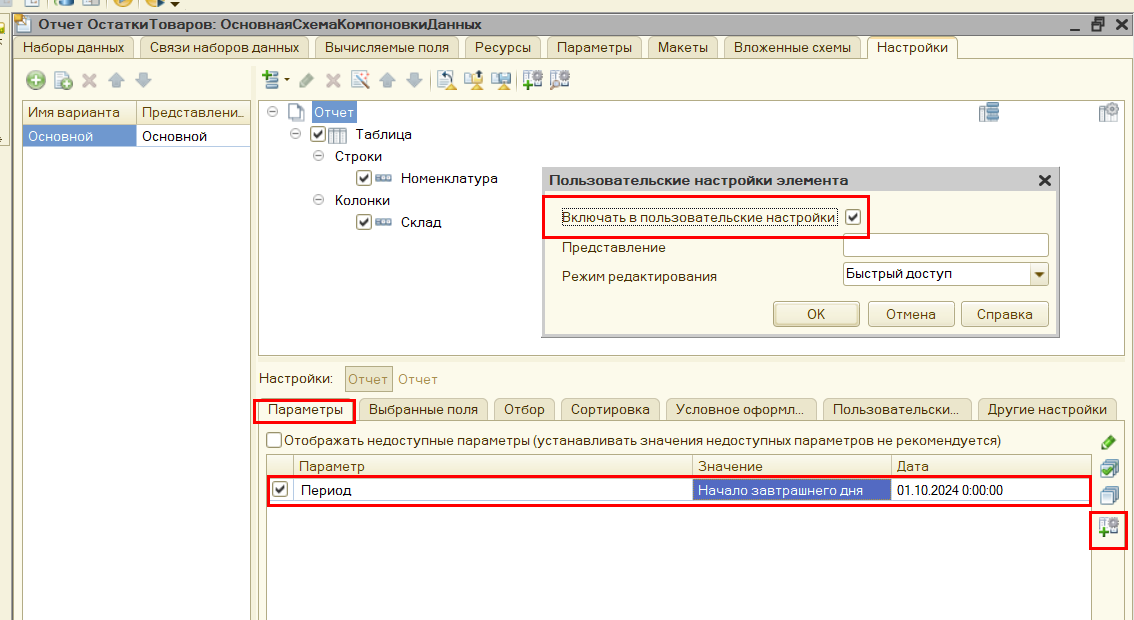 Отчет ОстаткиТоваров: ОсновнаяСхемаКомпоновкиДанных
Наборы данных Связи наборов данных Вычисляемые поля Ресурсы Параметры Макеты Вложенные схемы Настройки
Имя варианта Представлени...
Основной Основной
Отчет
Таблица
Строки
Номенклатура
Колонки
Склад
Пользовательские настройки элемента
Включать в пользовательские настройки
Представление
Режим редактирования Быстрый доступ
ОК Отмена Справка
Настройки: Отчет Отчет
Параметры Выбранные поля Отбор Сортировка Условное оформл... Пользовательски... Другие настройки
Отображать недоступные параметры (устанавливать значения недоступных параметров не рекомендуется)
Параметр Значение Дата
Период Начало завтрашнего дня 01.10.2024 0:00:00